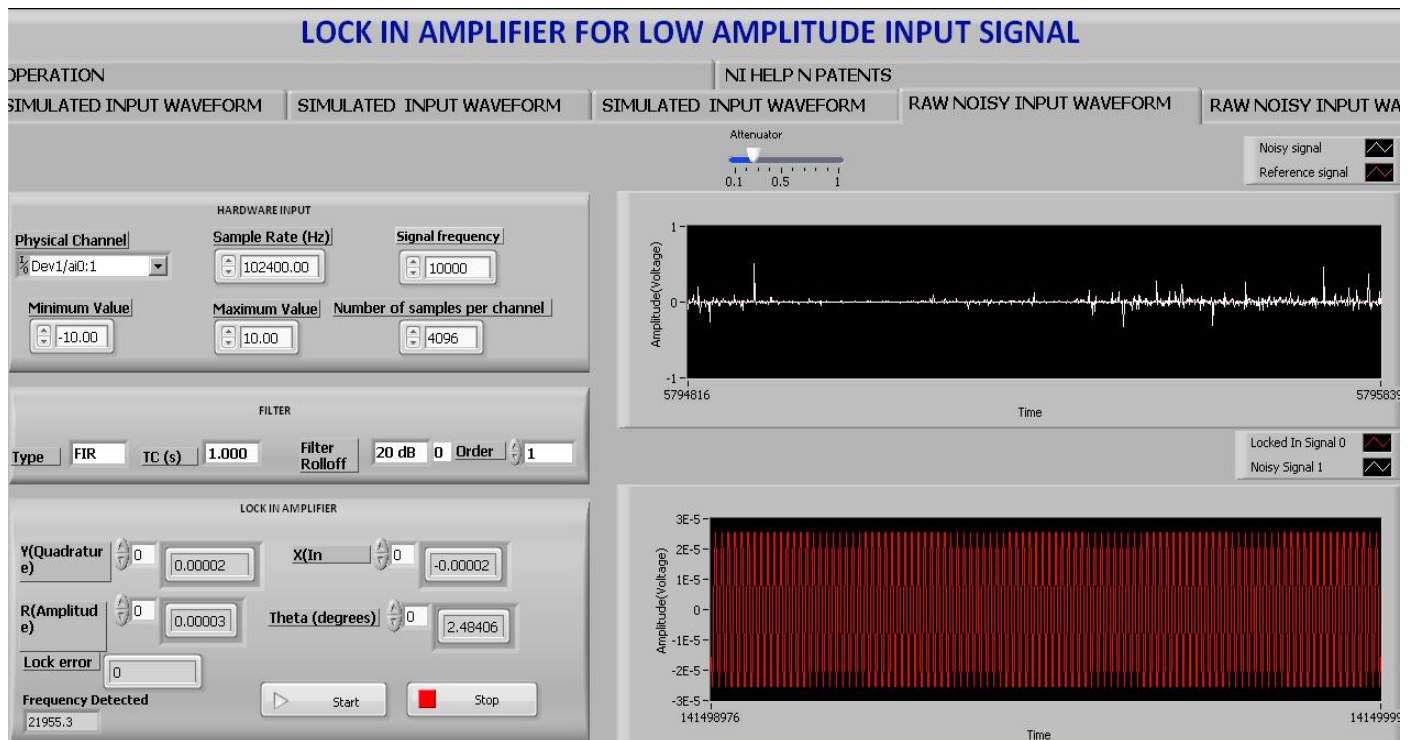 LOCK IN AMPLIFIER FOR LOW AMPLITUDE INPUT SIGNAL
OPERATION
NI HELP N PATENTS
SIMULATED INPUT WAVEFORM
SIMULATED INPUT WAVEFORM
SIMULATED INPUT WAVEFORM
RAW NOISY INPUT WAVEFORM
RAW NOISY INPUT WA
Attenuator
0.1 0.5 1
Noisy signal
Reference signal
HARDWARE INPUT
Physical Channel
Sample Rate (Hz)
Signal frequency
I/O Dev1/ai0:1
102400.00
10000
Minimum Value
Maximum Value
Number of samples per channel
-10.00
10.00
4096
1
0
-1
Amplitude(Voltage)
5794816
5795839
Time
FILTER
Type FIR
TC (s) 1.000
Filter Rolloff
20 dB 0
Order 1
Locked In Signal 0
Noisy Signal 1
LOCK IN AMPLIFIER
Y(Quadratur
e)
0
0.00002
X(In
0
-0.00002
R(Amplitud
e)
0
0.00003
Theta (degrees)
0
2.48406
Lock error
0
Frequency Detected
21955.3
Start
Stop
3E-5
2E-5
1E-5
0
-1E-5
-2E-5
-3E-5
Amplitude(Voltage)
141498976
14149999
Time